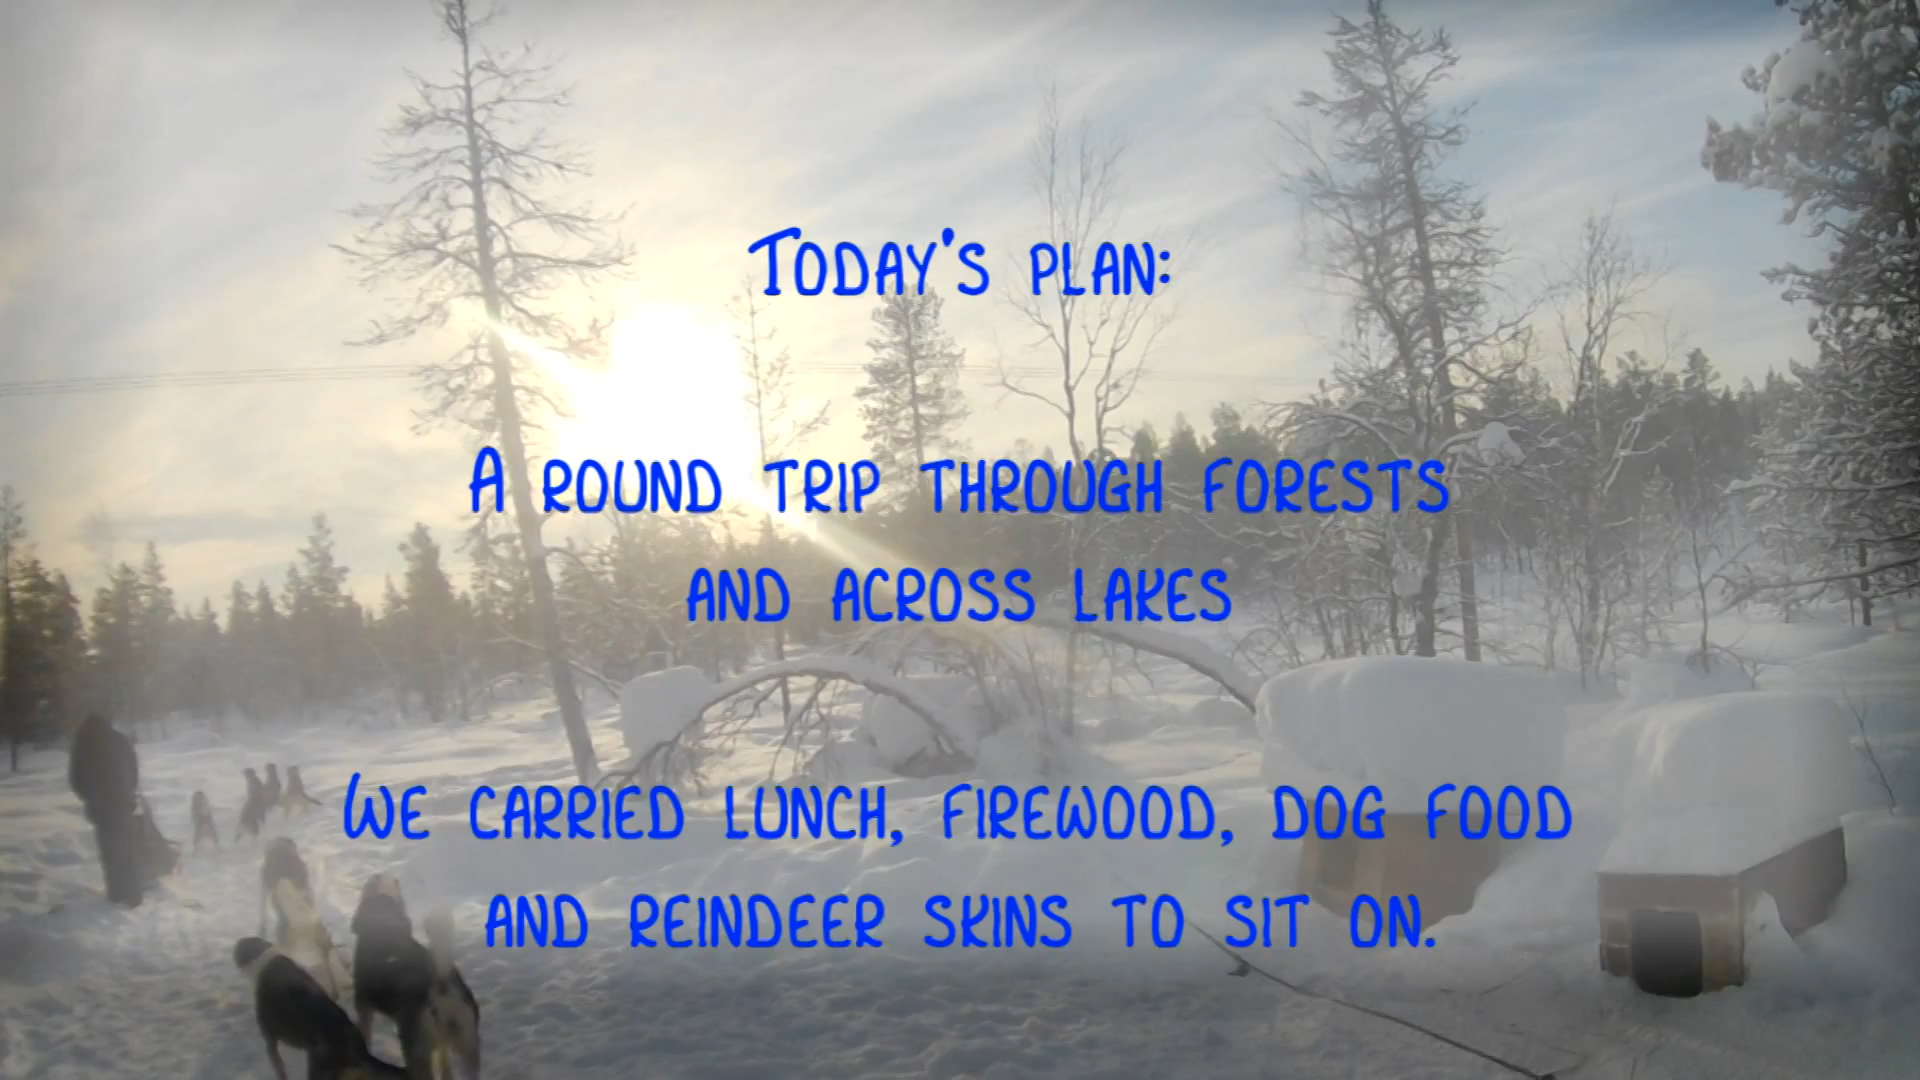 Today's plan:
A round trip through forests
and across lakes
We carried lunch, firewood, dog food
and reindeer skins to sit on.